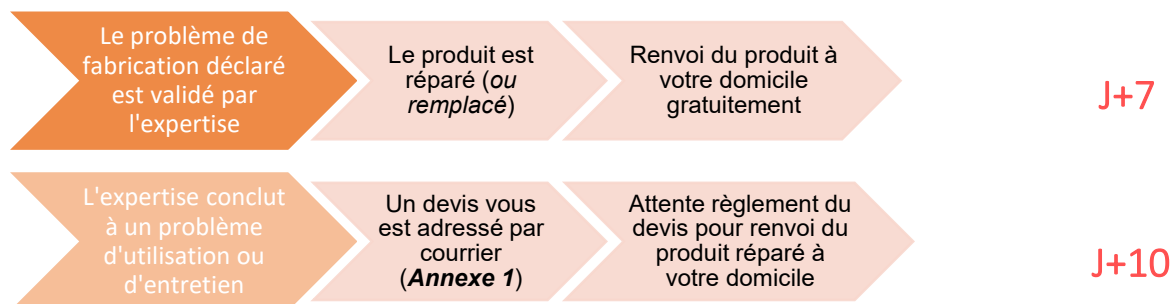 Le problème de
fabrication déclaré
est validé par
l'expertise
Le produit est
réparé (ou
remplacé)
Renvoi du produit à
votre domicile
gratuitement
J+7
L'expertise conclut
à un problème
d'utilisation ou
d'entretien
Un devis vous
est adressé par
courrier
(Annexe 1)
Attente règlement du
devis pour renvoi du
produit réparé à
votre domicile
J+10